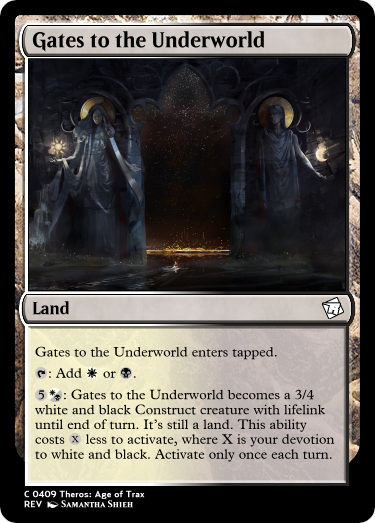 Gates to the Underworld
Land
Gates to the Underworld enters tapped.
: Add or .
5 : Gates to the Underworld becomes a 3/4
white and black Construct creature with lifelink
until end of turn. It's still a land. This ability
costs X less to activate, where X is your devotion
to white and black. Activate only once each turn.
C 0409 Theros: Age of Trax
REV Samantha Shieh